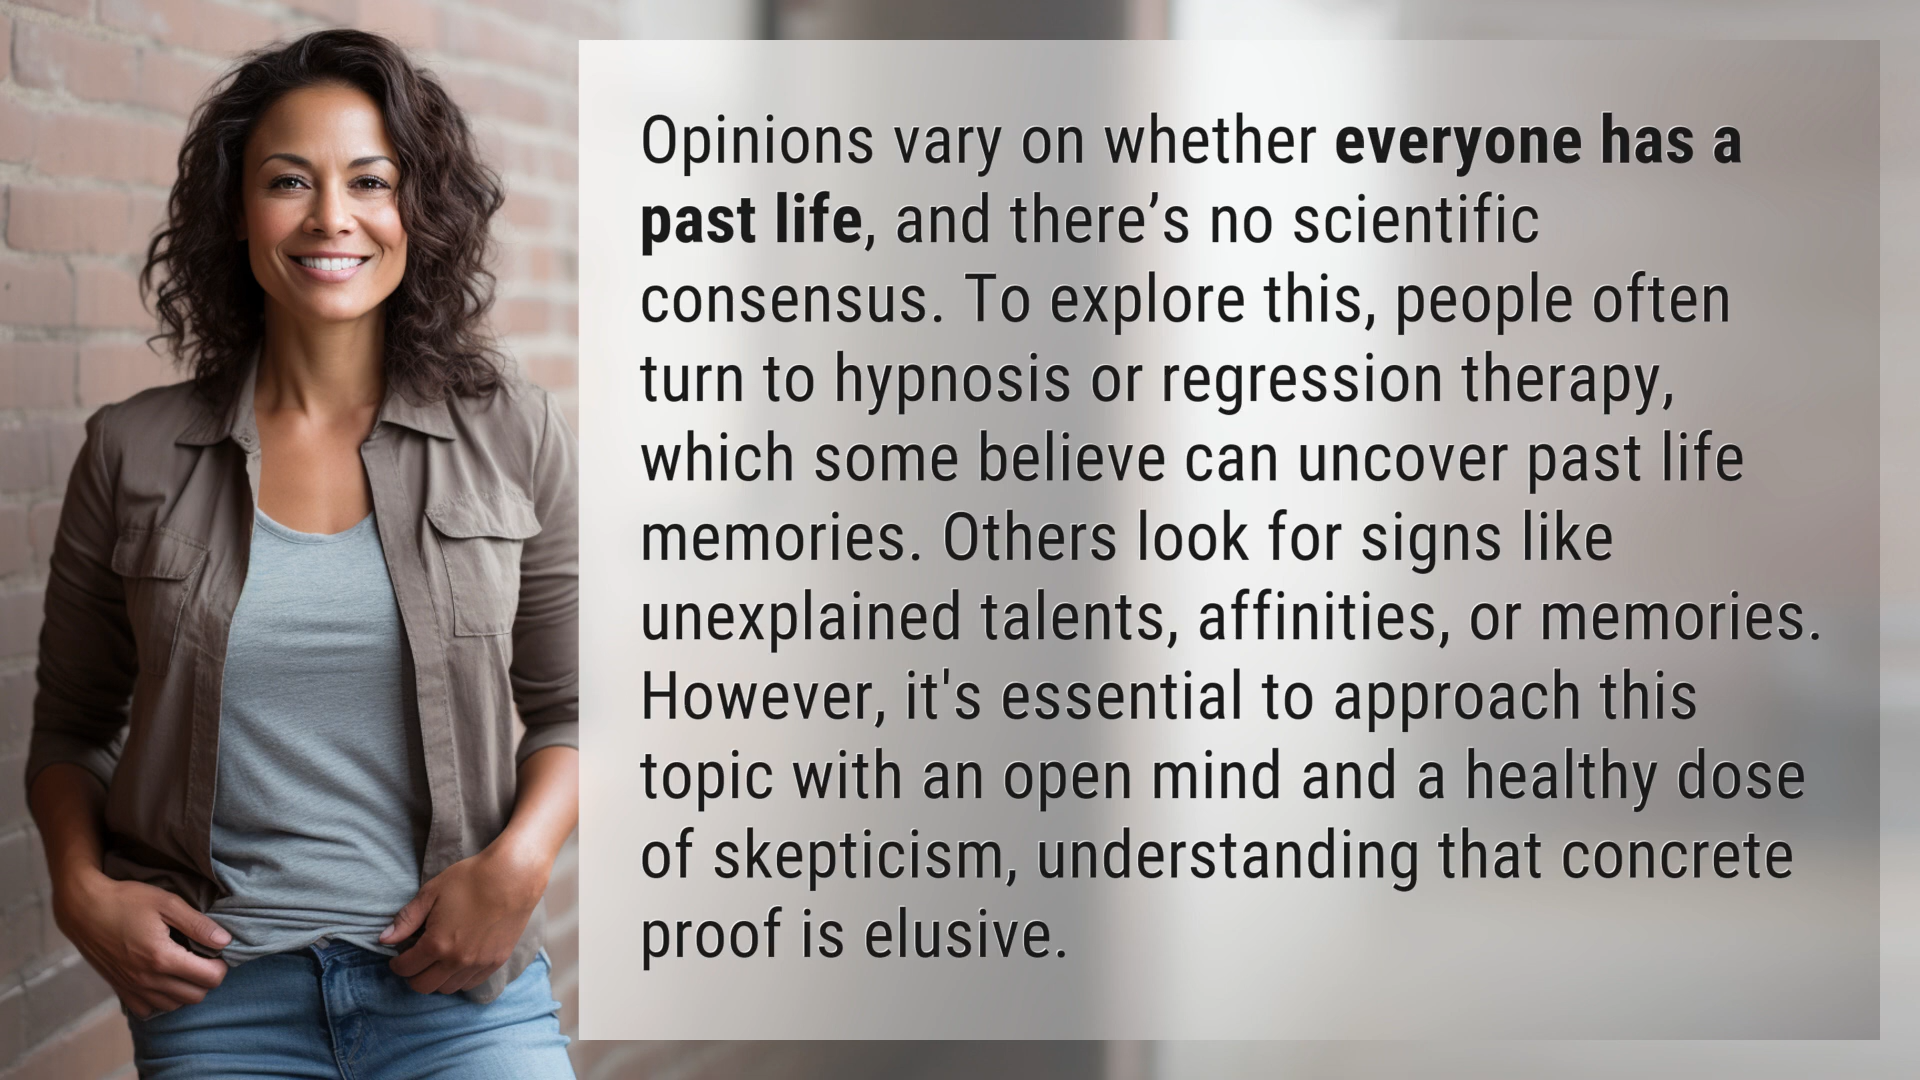 Opinions vary on whether everyone has a
past life, and there’s no scientific
consensus. To explore this, people often
turn to hypnosis or regression therapy,
which some believe can uncover past life
memories. Others look for signs like
unexplained talents, affinities, or memories.
However, it's essential to approach this
topic with an open mind and a healthy dose
of skepticism, understanding that concrete
proof is elusive.